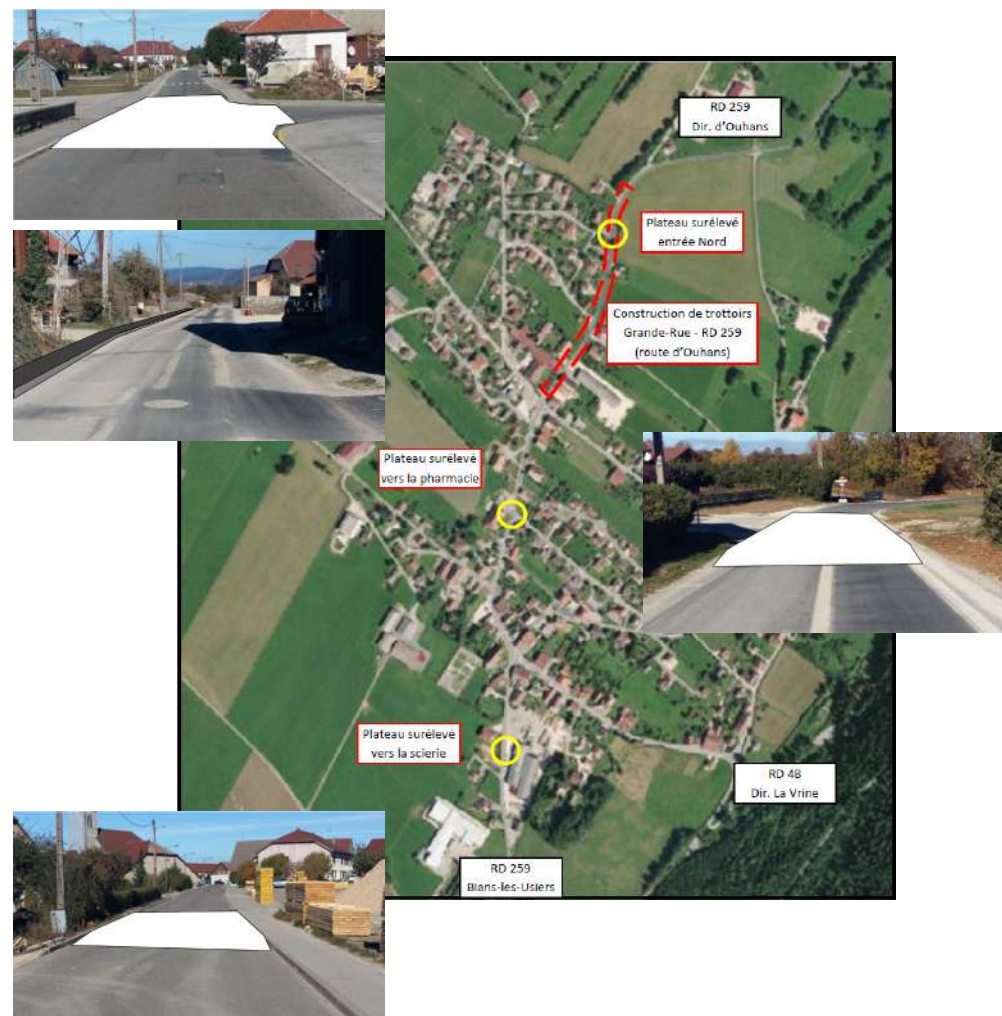 RD 259
Dir. d'Ouhans
Plateau surélevé
entrée Nord
Construction de trottoirs
Grande-Rue - RD 259
(route d'Ouhans)
Plateau surélevé
vers la pharmacie
Plateau surélevé
vers la scierie
RD 48
Dir. La Vrine
RD 259
Bians-les-Usiers